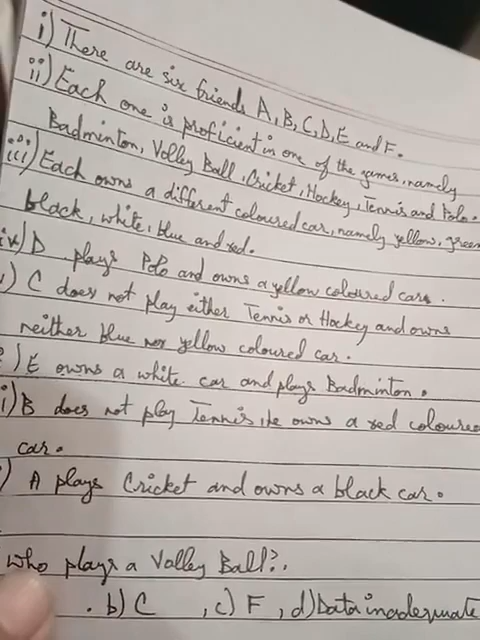 i) There are six friends A, B, C, D, E and F.
ii) Each one is proficient in one of the games, namely
Badminton, Volley Ball, Cricket, Hockey, Tennis and Polo.
iii) Each owns a different coloured car, namely yellow, green
black, white, blue and red.
iv) D plays Polo and owns a yellow coloured car.
) C does not play either Tennis or Hockey and owns
neither blue nor yellow coloured car.
) E owns a white car and plays Badminton.
i) B does not play Tennis, He owns a red coloured
car.
) A plays Cricket and owns a black car.
who plays a Volley Ball?.
. b) C , c) F , d) Data inadequate